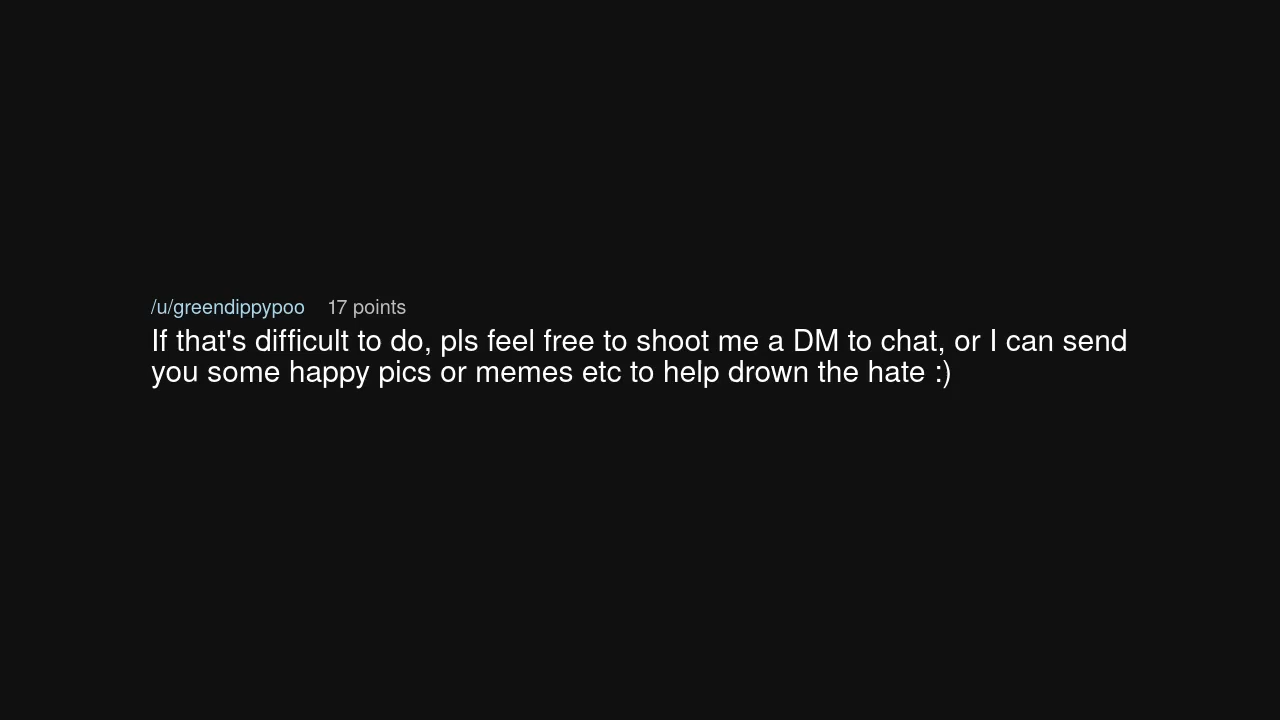 /u/greendippypoo 17 points
If that's difficult to do, pls feel free to shoot me a DM to chat, or I can send
you some happy pics or memes etc to help drown the hate :)